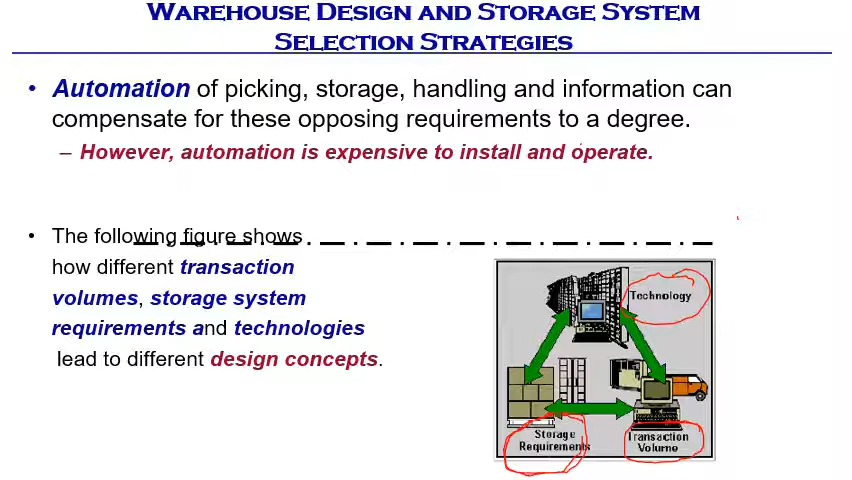 WAREHOUSE DESIGN AND STORAGE SYSTEM
SELECTION STRATEGIES
• Automation of picking, storage, handling and information can
compensate for these opposing requirements to a degree.
– However, automation is expensive to install and operate.
• The following figure shows
how different transaction
volumes, storage system
requirements and technologies
lead to different design concepts.
Technology
Storage
Requirements
Transaction
Volume